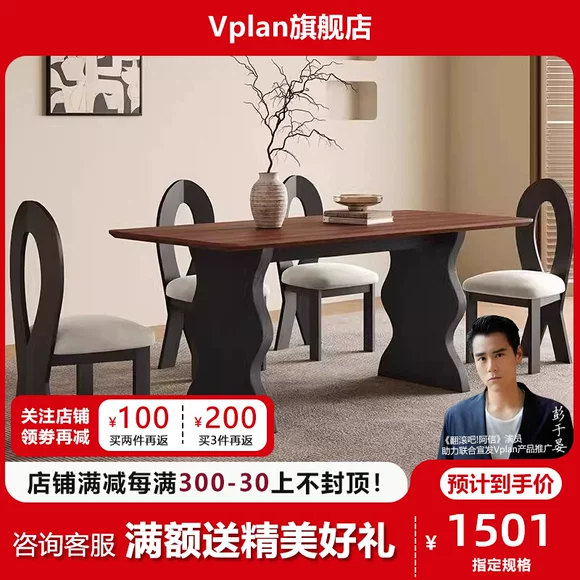 Vplan旗舰店
关注店铺
领券再减
¥100
买两件再返
¥200
买3件再返
彭于晏
《翻滚吧!阿信》演员
助力联合宣发Vplan产品推广
店铺满减每满300-30上不封顶!
预计到手价
咨询客服 满额送精美好礼
¥1501
指定规格